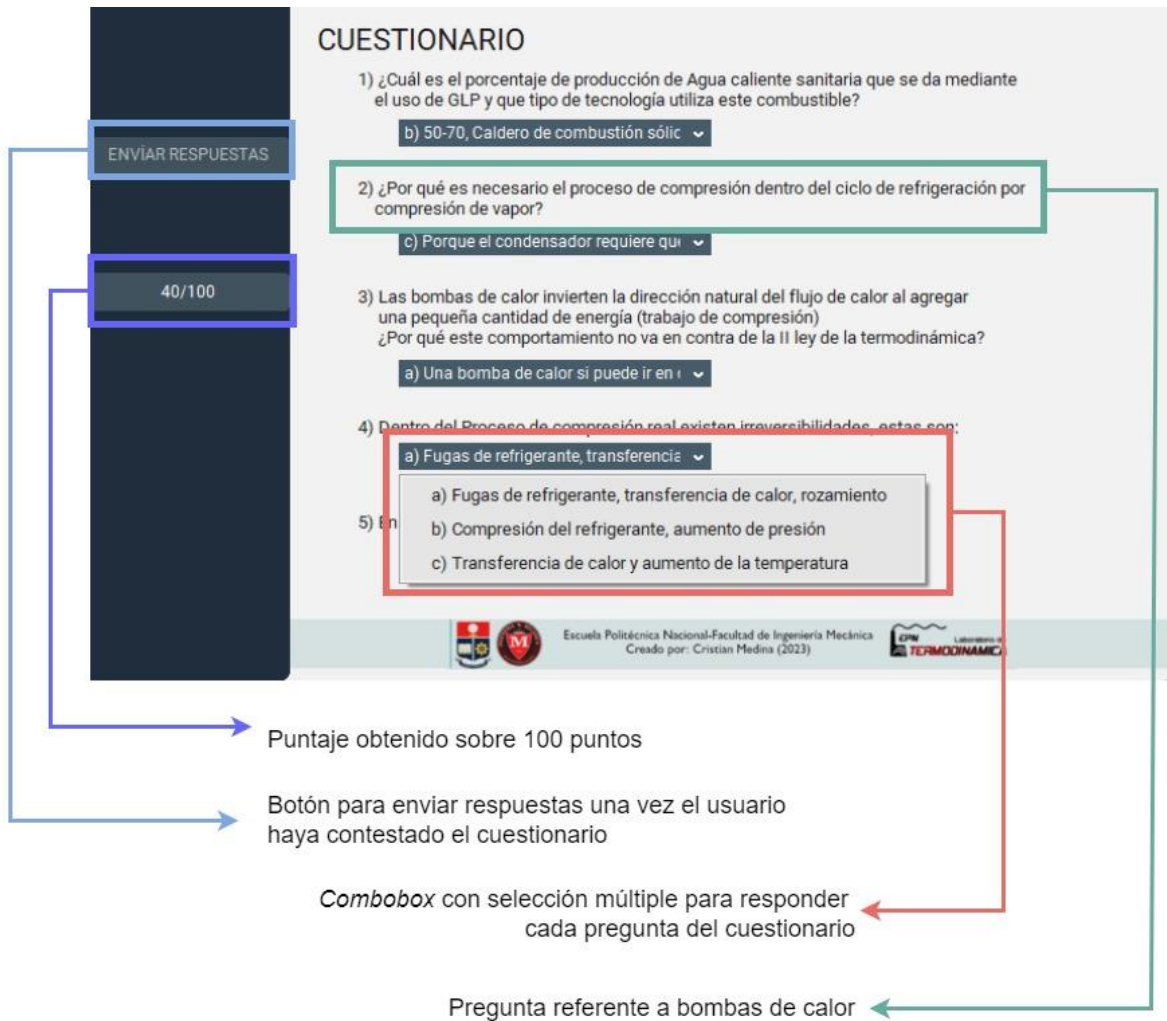 CUESTIONARIO
1) ¿Cuál es el porcentaje de producción de Agua caliente sanitaria que se da mediante
el uso de GLP y que tipo de tecnología utiliza este combustible?
b) 50-70, Caldero de combustión sólic
ENVÍAR RESPUESTAS
2) ¿Por qué es necesario el proceso de compresión dentro del ciclo de refrigeración por
compresión de vapor?
c) Porque el condensador requiere que
40/100
3) Las bombas de calor invierten la dirección natural del flujo de calor al agregar
una pequeña cantidad de energía (trabajo de compresión)
¿Por qué este comportamiento no va en contra de la II ley de la termodinámica?
a) Una bomba de calor si puede ir en
4) Dentro del Proceso de compresión real existen irreversibilidades, estas son:
a) Fugas de refrigerante, transferencia
a) Fugas de refrigerante, transferencia de calor, rozamiento
5) En
b) Compresión del refrigerante, aumento de presión
c) Transferencia de calor y aumento de la temperatura
M
Escuela Politécnica Nacional-Facultad de Ingeniería Mecánica
Creado por: Cristian Medina (2023)
EPN Laboratorio d
TERMODINÁMICA
Puntaje obtenido sobre 100 puntos
Botón para enviar respuestas una vez el usuario
haya contestado el cuestionario
Combobox con selección múltiple para responder
cada pregunta del cuestionario
Pregunta referente a bombas de calor